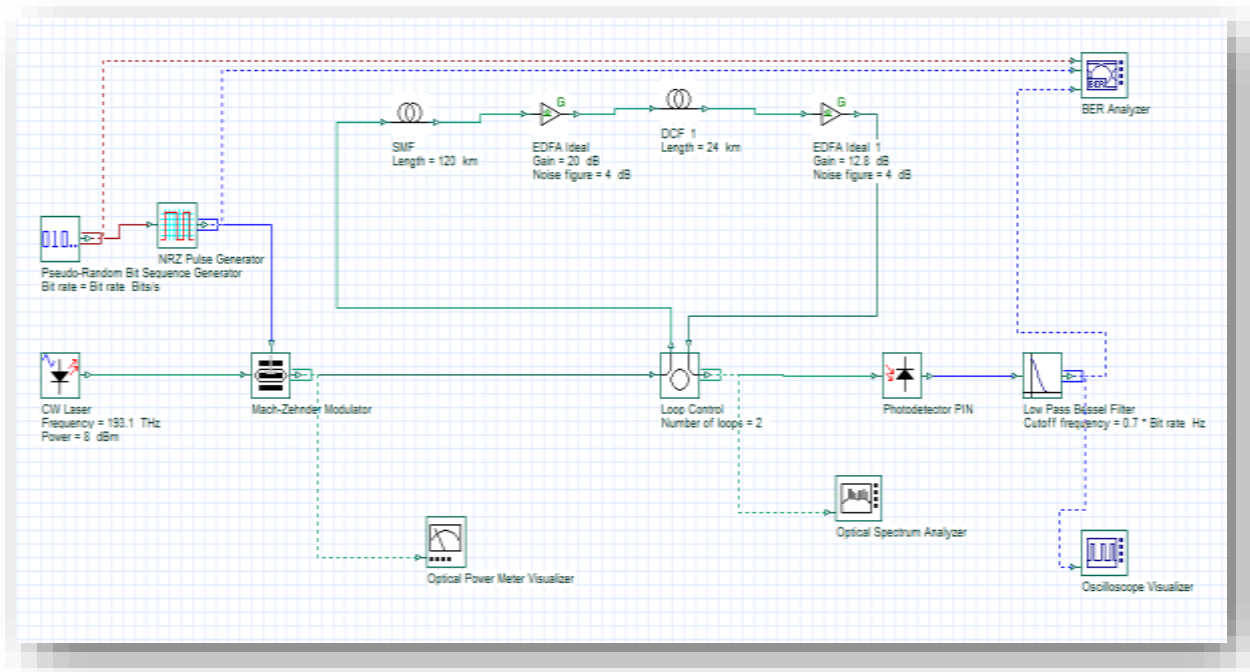 BER
BER Analyzer
SMF
Length = 120 km
G
EDFA Ideal
Gain = 20 dB
Noise figure = 4 dB
DCF 1
Length = 24 km
G
EDFA Ideal 1
Gain = 12.8 dB
Noise figure = 4 dB
010..
NRZ Pulse Generator
Pseudo-Random Bit Sequence Generator
Bit rate = Bit rate Bits/s
CW Laser
Frequency = 193.1 THz
Power = 8 dBm
Mach-Zehnder Modulator
Loop Control
Number of loops = 2
Photodetector PIN
Low Pass Bessel Filter
Cutoff frequency = 0.7 * Bit rate Hz
Optical Spectrum Analyzer
Optical Power Meter Visualizer
Oscilloscope Visualizer